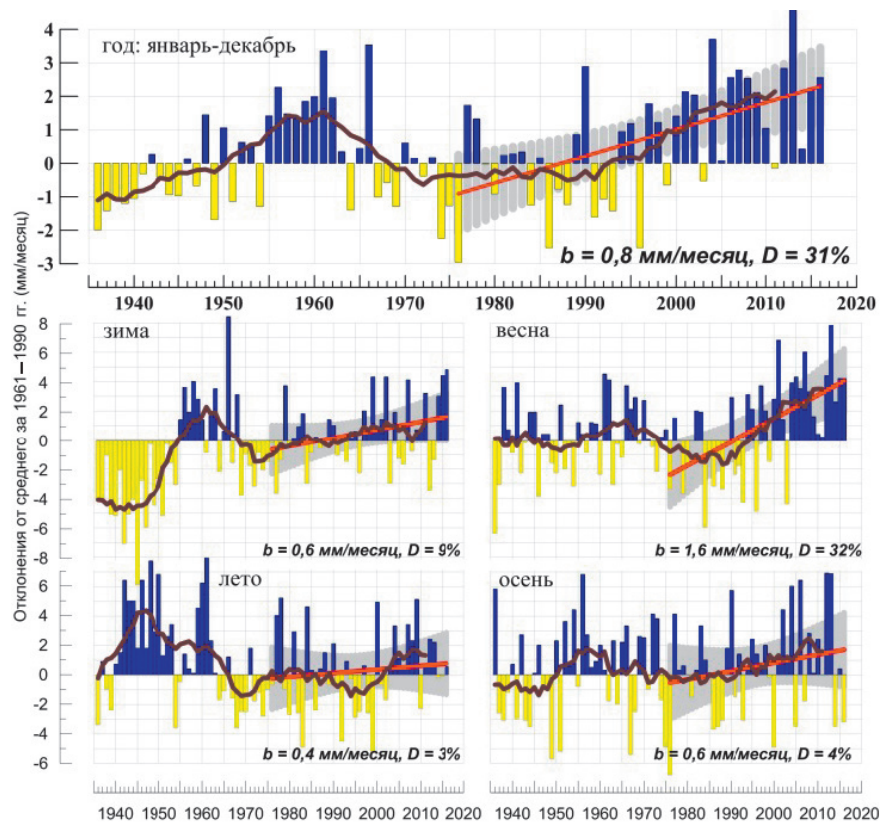 Отклонения от среднегс за 1961–1990 гг. (мм/месяц)
год: январь-декабрь
4
3
2
1
0
-1
-2
-3
b = 0,8 мм/месяц, D = 31%
1940 1950 1960 1970 1980 1990 2000 2010 2020
зима
8
6
4
2
0
-2
-4
-6
-8
b = 0,6 мм/месяц, D = 9%
весна
b = 1,6 мм/месяц, D = 32%
лето
6
4
2
0
-2
-4
-6
b = 0,4 мм/месяц, D = 3%
осень
b = 0,6 мм/месяц, D = 4%
1940 1950 1960 1970 1980 1990 2000 2010 2020
1940 1950 1960 1970 1980 1990 2000 2010 2020